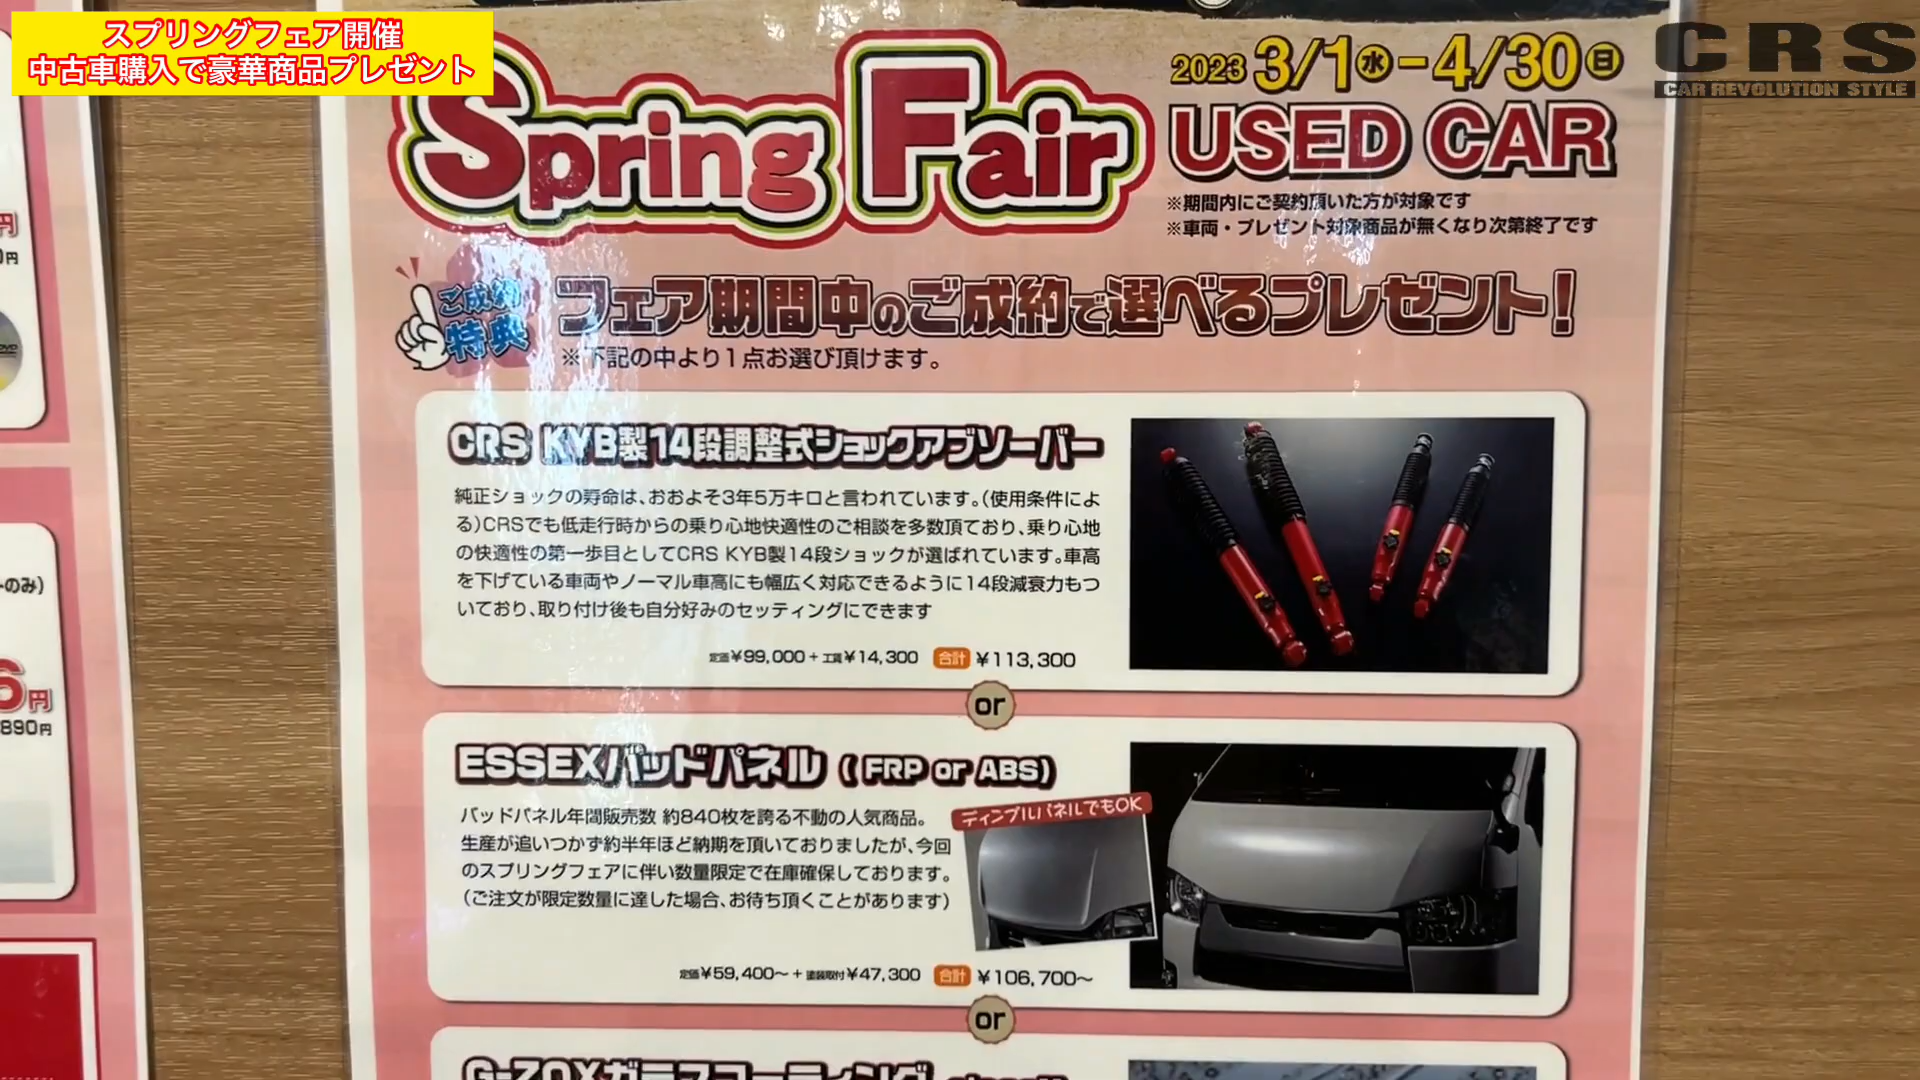 スプリングフェア開催
中古車購入で豪華商品プレゼント
CRS
CAR REVOLUTION STYLE
Spring Fair
2023 3/1水-4/30日
USED CAR
※期間内にご契約頂いた方が対象です
※車両・プレゼント対象商品が無くなり次第終了です
ご成約特典
フェア期間中のご成約で選べるプレゼント!
※下記の中より1点お選び頂けます。
CRS KYB製14段調整式ショックアブソーバー
純正ショックの寿命は、おおよそ3年5万キロと言われています。(使用条件によ
る)CRSでも低走行時からの乗り心地快適性のご相談を多数頂ており、乗り心地
の快適性の第一歩目としてCRS KYB製14段ショックが選ばれています。車高
を下げている車両やノーマル車高にも幅広く対応できるように14段減衰力もつ
いており、取り付け後も自分好みのセッティングにできます
定価¥99,000+工賃¥14,300 合計 ¥113,300
or
ESSEXバッドパネル (FRP or ABS)
バッドパネル年間販売数 約840枚を誇る不動の人気商品。
生産が追いつかず約半年ほど納期を頂いておりましたが、今回
のスプリングフェアに伴い数量限定で在庫確保しております。
(ご注文が限定数量に達した場合、お待ち頂くことがあります)
ディンプルパネルでもOK
定価¥59,400〜+塗装取付¥47,300 合計 ¥106,700〜
or
G-ZOXガラスコーティング
円
0円
トのみ)
6円
890円